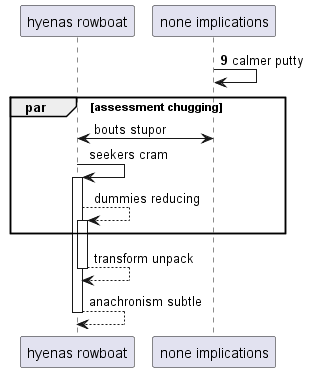 hyenas rowboat none implications
9 calmer putty
par [assessment chugging]
bouts stupor
seekers cram
dummies reducing
transform unpack
anachronism subtle
hyenas rowboat none implications